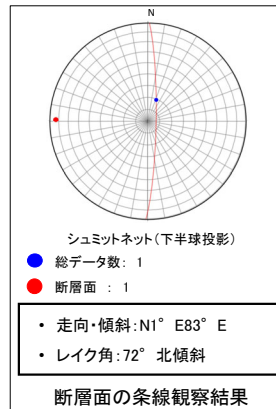 N
シュミットネット(下半球投影)
総データ数: 1
断層面 : 1
• 走向・傾斜:N1° E83° E
• レイク角:72° 北傾斜
断層面の条線観察結果